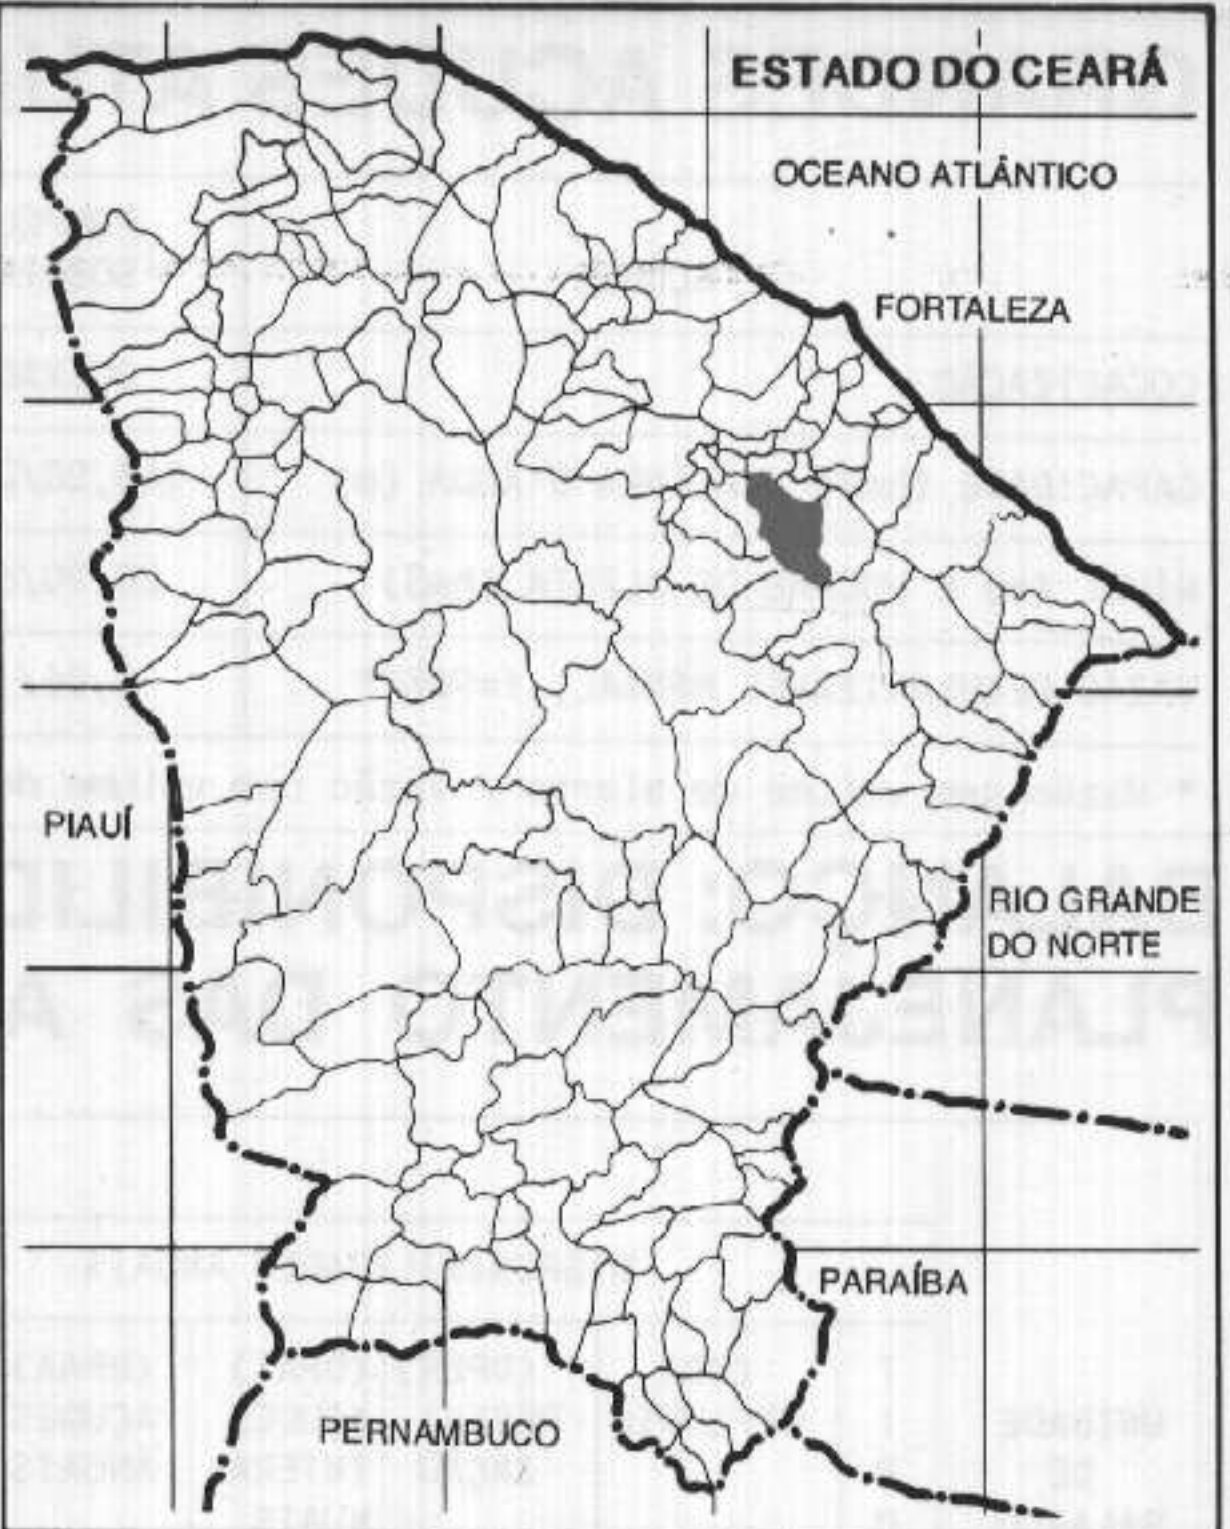 ESTADO DO CEARÁ
OCEANO ATLÂNTICO
FORTALEZA
PIAUÍ
RIO GRANDE
DO NORTE
PARAÍBA
PERNAMBUCO